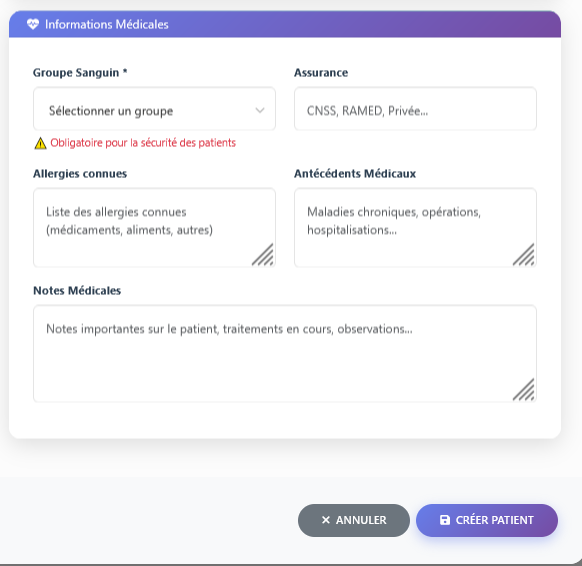 Informations Médicales
Groupe Sanguin *
Assurance
Sélectionner un groupe
CNSS, RAMED, Privée...
Obligatoire pour la sécurité des patients
Allergies connues
Antécédents Médicaux
Liste des allergies connues
(médicaments, aliments, autres)
Maladies chroniques, opérations,
hospitalisations...
Notes Médicales
Notes importantes sur le patient, traitements en cours, observations...
ANNULER
CRÉER PATIENT